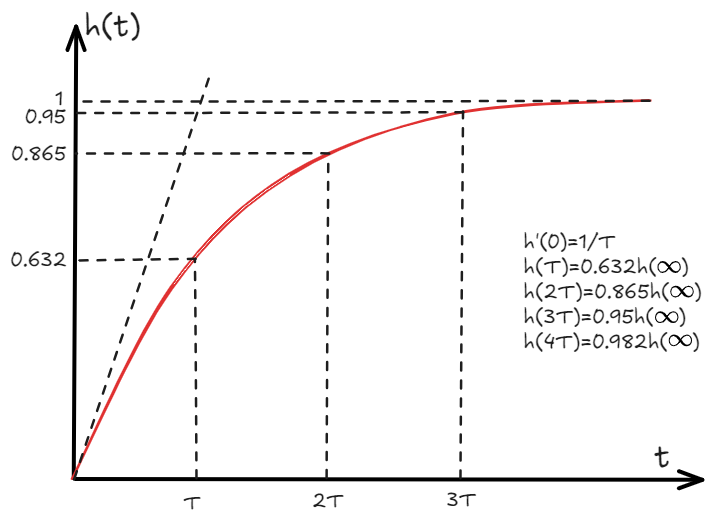 h(t)
1
0.95
0.865
0.632
h'(0)=1/T
h(T)=0.632h(∞)
h(2T)=0.865h(∞)
h(3T)=0.95h(∞)
h(4T)=0.982h(∞)
t
T
2T
3T